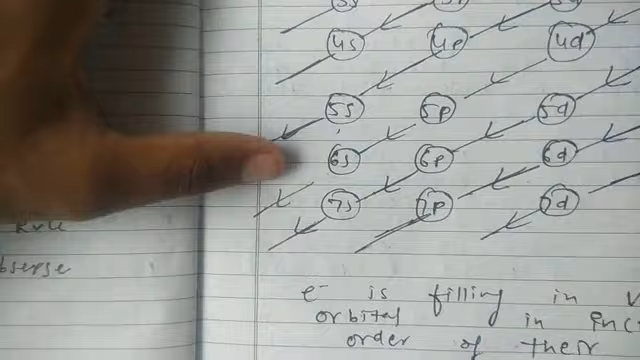 4s 4p 4d
5s 5p 5d
6s 6p 6d
7s 7p 7d
e⁻ is filling in
orbital in
order of their